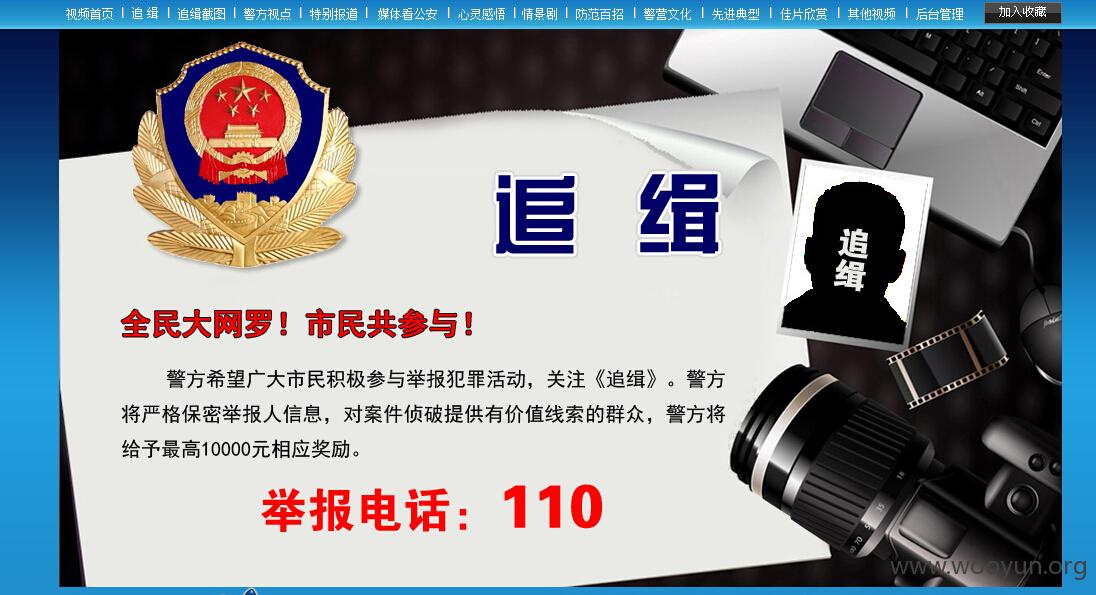 视频首页 | 追 缉 | 追缉截图 | 警方视点 | 特别报道 | 媒体看公安 | 心灵感悟 | 情景剧 | 防范百招 | 警营文化 | 先进典型 | 佳片欣赏 | 其他视频 | 后台管理 加入收藏
追 缉
追
缉
全民大网罗！市民共参与！
警方希望广大市民积极参与举报犯罪活动，关注《追缉》。警方
将严格保密举报人信息，对案件侦破提供有价值线索的群众，警方将
给予最高10000元相应奖励。
举报电话：110
Enter
Shift
Alt
Ctrl
www.wooyun.org